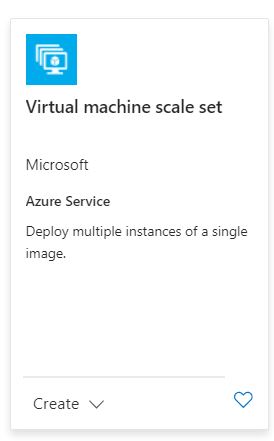 Virtual machine scale set
Microsoft
Azure Service
Deploy multiple instances of a single
image.
Create